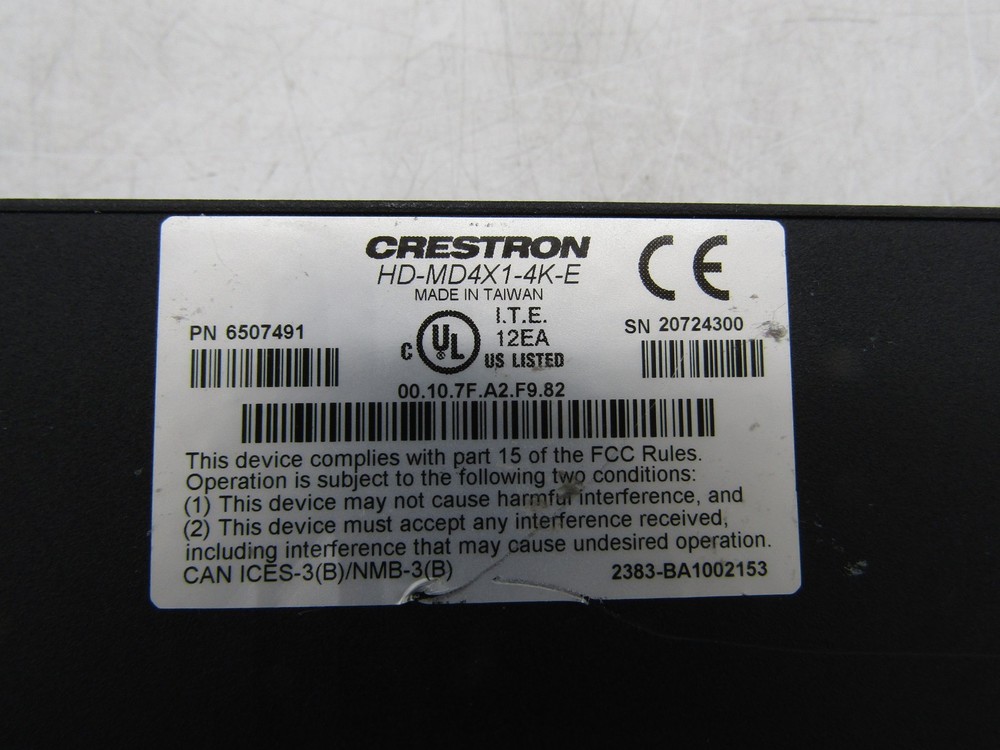 CRESTRON
HD-MD4X1-4K-E
MADE IN TAIWAN
CE
PN 6507491
C UL ® US LISTED
I.T.E.
12EA
SN 20724300
00.10.7F.A2.F9.82
This device complies with part 15 of the FCC Rules.
Operation is subject to the following two conditions:
(1) This device may not cause harmful interference, and
(2) This device must accept any interference received,
including interference that may cause undesired operation.
CAN ICES-3(B)/NMB-3(B)
2383-BA1002153